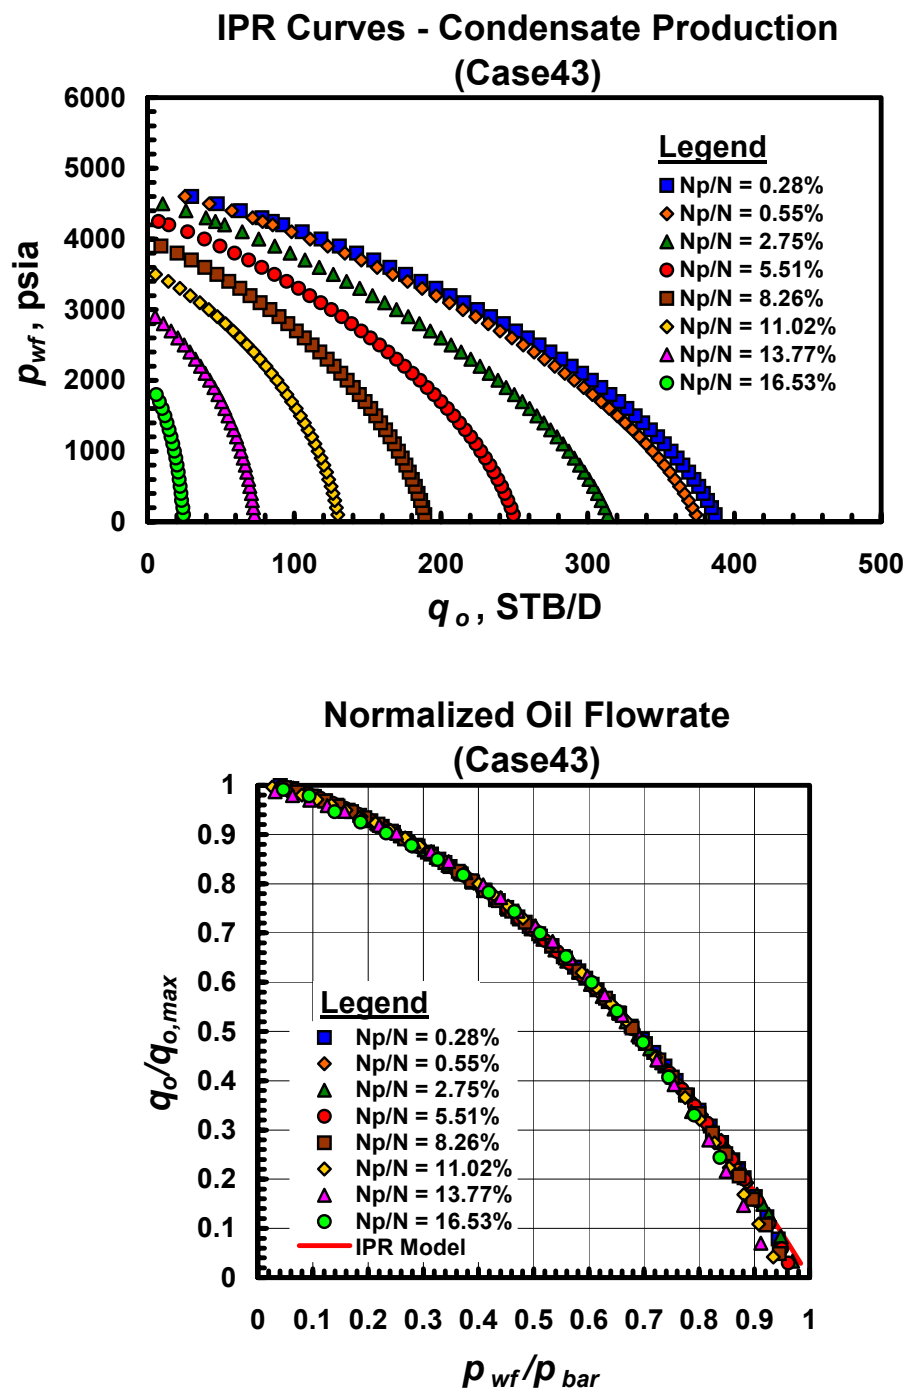 IPR Curves - Condensate Production
(Case43)
6000
5000
4000
3000
2000
1000
0
p wf, psia
Legend
Np/N = 0.28%
Np/N = 0.55%
Np/N = 2.75%
Np/N = 5.51%
Np/N = 8.26%
Np/N = 11.02%
Np/N = 13.77%
Np/N = 16.53%
0 100 200 300 400 500
q o , STB/D
Normalized Oil Flowrate
(Case43)
1
0.9
0.8
0.7
0.6
0.5
0.4
0.3
0.2
0.1
0
qo/qo,max
Legend
Np/N = 0.28%
Np/N = 0.55%
Np/N = 2.75%
Np/N = 5.51%
Np/N = 8.26%
Np/N = 11.02%
Np/N = 13.77%
Np/N = 16.53%
IPR Model
0 0.1 0.2 0.3 0.4 0.5 0.6 0.7 0.8 0.9 1
p wf /p bar